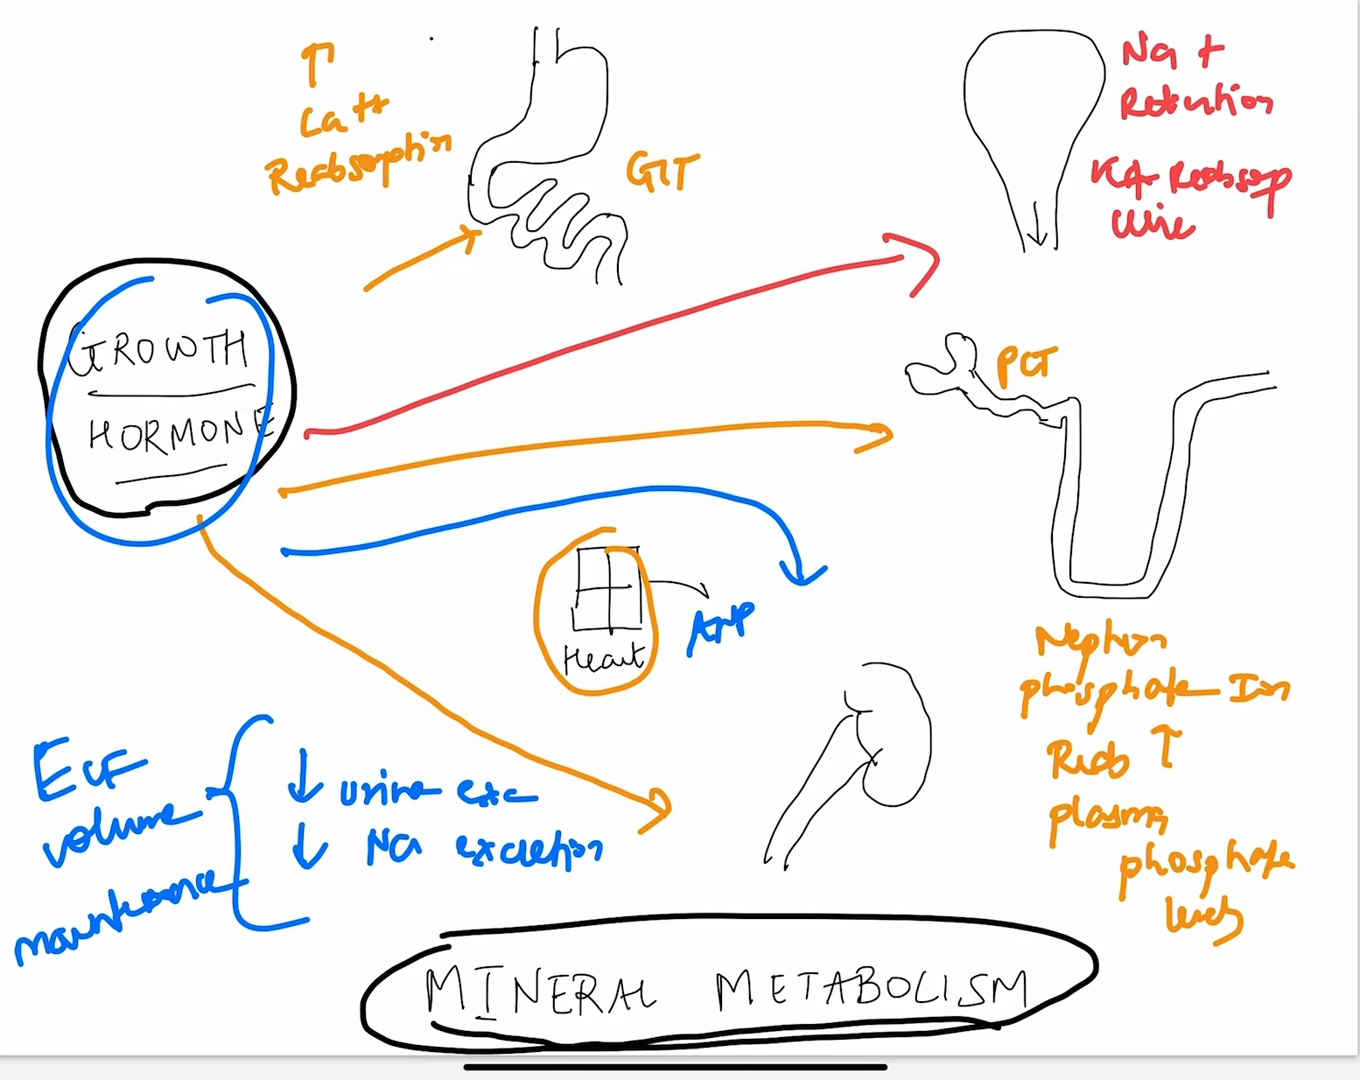 ↑
Ca++
Reabsorption
GIT
Na +
Retention
K+ Reabsorp
Urine
GROWTH
HORMONE
PCT
Heart
ANP
Nephron
phosphate Ion
Reab ↑
plasma
phosphate
levels
ECF
volume
maintenance
↓ urine exc
↓ Na excretion
MINERAL METABOLISM